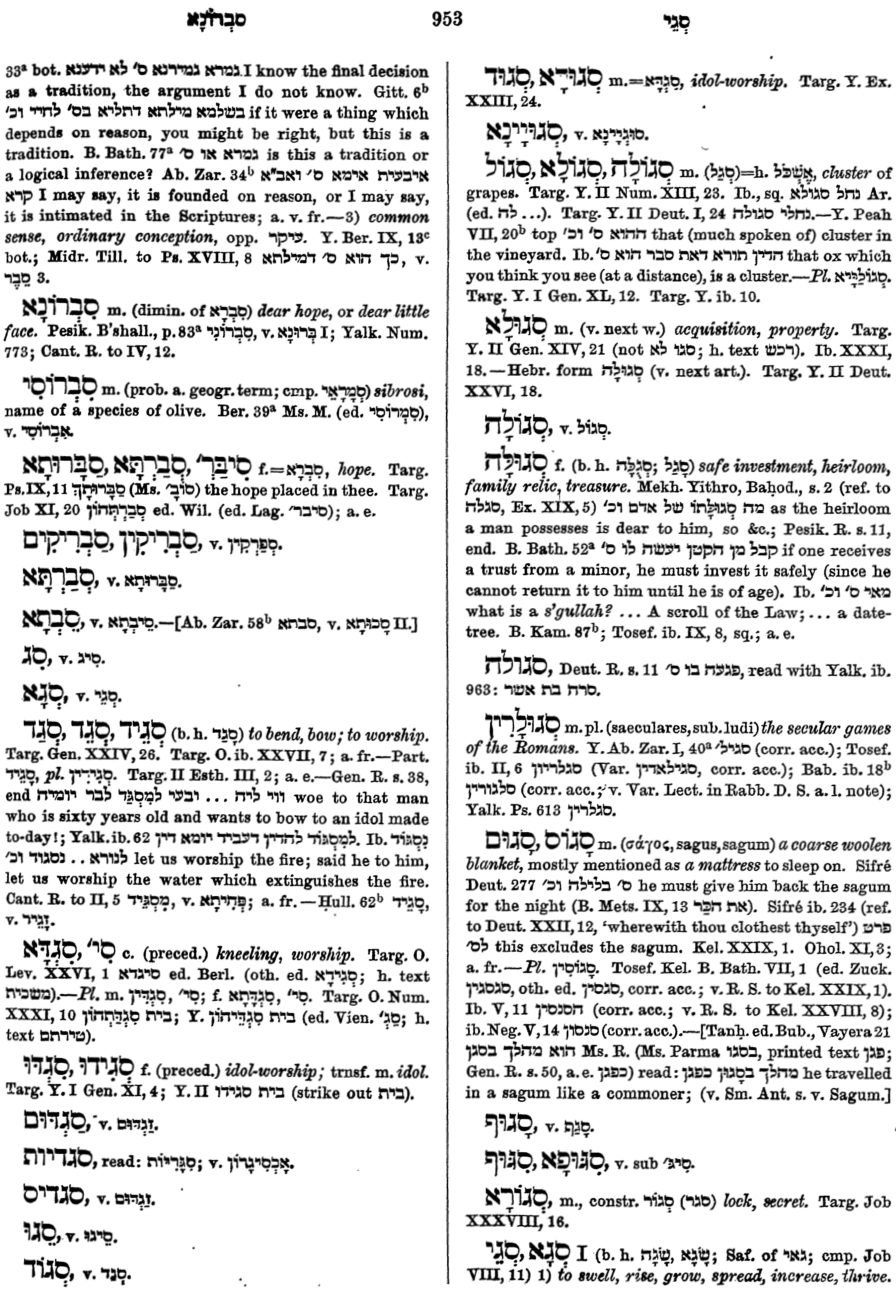 סברונא
953
סגי
33ᵃ bot. גמרא גמירנא ס׳ לא ידענא I know the final decision
as a tradition, the argument I do not know. Gitt. 6ᵇ
בשלמא מילתא דתליא בס׳ לחיי וכ׳ if it were a thing which
depends on reason, you might be right, but this is a
tradition. B. Bath. 77ᵃ גמרא או ס׳ is this a tradition or
a logical inference? Ab. Zar. 34ᵇ איבעית אימא ס׳ ואב״א
קרא I may say, it is founded on reason, or I may say,
it is intimated in the Scriptures; a. v. fr.—3) common
sense, ordinary conception, opp. עיקר. Y. Ber. IX, 13ᶜ
bot.; Midr. Till. to Ps. XVIII, 8 כך הוא ס׳ דמילתא, v.
סֶבֶר 3.
סִבְרוֹנָא m. (dimin. of סִבְרָא) dear hope, or dear little
face. Pesik. B'shall., p. 83ᵃ סִבְרוֹנִי, v. בְּרוּנָא I; Yalk. Num.
773; Cant. R. to IV, 12.
סִבְרוֹסִי m. (prob. a. geogr. term; cmp. סַמְרָאֵי) sibrosi,
name of a species of olive. Ber. 39ᵃ Ms. M. (ed. סִמְרוֹסִי),
v. אִבְרוֹסִי.
סַבָּרוּתָא, סַבְרְתָּא, סִיבַּר׳ f.=סִבְרָא, hope. Targ.
Ps. IX, 11 סַבָּרוּתָךְ (Ms. סוֹבְ׳) the hope placed in thee. Targ.
Job XI, 20 סַבְרַתְּהוֹן ed. Wil. (ed. Lag. סיבר׳); a. e.
סַבְרִיקִין, סַבְרִיקִים, v. סַפְרְקִין.
סְבַרְתָּא, v. סַבָּרוּתָא.
סֵבְתָא, v. סֵיבְתָא.—[Ab. Zar. 58ᵇ סבתא, v. סָכוּתָא II.]
סִג, v. סִיג.
סְגָא, v. סְגֵי.
סְגֵיד, סְגֵד, סְגַד (b. h. סָגַד) to bend, bow; to worship.
Targ. Gen. XXIV, 26. Targ. O. ib. XXVII, 7; a. fr.—Part.
סָגֵיד, pl. סָגְידִין. Targ. II Esth. III, 2; a. e.—Gen. R. s. 38,
end ווי ליה ... ובעי למִסְגַּד לבר יומיה woe to that man
who is sixty years old and wants to bow to an idol made
to-day!; Yalk. ib. 62 למִסְגּוֹד להדין דעביד יומא דין. Ib. נִסְגּוֹד
לנורא .. נסגוד וכ׳ let us worship the fire; said he to him,
let us worship the water which extinguishes the fire.
Cant. R. to II, 5 מִסְגַּיד, v. פְּחִיתָא; a. fr.—Ḥull. 62ᵇ סָגֵיד,
v. זָגֵיד.
סִגְדָּא, סי׳ c. (preced.) kneeling, worship. Targ. O.
Lev. XXVI, 1 סיגדא ed. Berl. (oth. ed. סְגִידָא; h. text
משכית).—Pl. m. סִגְדִּין, סי׳; f. סִגְדָּתָא, סי׳. Targ. O. Num.
XXXI, 10 בית סִגְדַּתְהוֹן; Y. בית סִגְדֵּיהוֹן (ed. Vien. סַגְ׳; h.
text טירתם).
סְגִידוּ, סִגְדּוּ f. (preced.) idol-worship; trnsf. m. idol.
Targ. Y. I Gen. XI, 4; Y. II בית סגידו (strike out בית).
סַגְדּוּם, v. זַגְדּוּם.
סגדיות, read: סִגָּרִיּוֹת; v. אָכְסִיגָרוֹן.
סגדיס, v. זַגְדּוּם.
סֵגוּ, v. סֵיגוּ.
סְגוֹד, v. סְגַד.
סְגוּדָא, סְגוּד m.=סִגְדָּא, idol-worship. Targ. Y. Ex.
XXIII, 24.
סְגוּיָינָא, v. סוּגְיָינָא.
סְגוֹלָה, סְגוֹלָא, סְגוֹל m. (סְגַל)=h. אֶשְׁכֹּל, cluster of
grapes. Targ. Y. II Num. XIII, 23. Ib., sq. נחל סגולא Ar.
(ed. לה ...). Targ. Y. II Deut. I, 24 נחלי סגולה.—Y. Peah
VII, 20ᵇ top ההוא ס׳ וכ׳ that (much spoken of) cluster in
the vineyard. Ib. הדין תורא דאת סבר הוא ס׳ that ox which
you think you see (at a distance), is a cluster.—Pl. סְגוֹלַיָּיא.
Targ. Y. I Gen. XL, 12. Targ. Y. ib. 10.
סְגוּלָא m. (v. next w.) acquisition, property. Targ.
Y. II Gen. XIV, 21 (not סגו לא; h. text רכש). Ib. XXXI,
18.—Hebr. form סְגוּלָה (v. next art.). Targ. Y. II Deut.
XXVI, 18.
סְגוֹלָה, v. סְגוֹל.
סְגוּלָּה f. (b. h. סְגֻלָּה; סָגַל) safe investment, heirloom,
family relic, treasure. Mekh. Yithro, Baḥod., s. 2 (ref. to
סגלה, Ex. XIX, 5) מה סְגוּלָּתוֹ של אדם וכ׳ as the heirloom
a man possesses is dear to him, so &c.; Pesik. R. s. 11,
end. B. Bath. 52ᵃ קבל מן הקטן יעשה לו ס׳ if one receives
a trust from a minor, he must invest it safely (since he
cannot return it to him until he is of age). Ib. מאי ס׳ וכ׳
what is a s'gullah? ... A scroll of the Law; ... a date-
tree. B. Kam. 87ᵇ; Tosef. ib. IX, 8, sq.; a. e.
סגולה, Deut. R. s. 11 פגעה בו ס׳, read with Yalk. ib.
963: סרח בת אשר.
סְגוּלָרִין m. pl. (saeculares, sub. ludi) the secular games
of the Romans. Y. Ab. Zar. I, 40ᵃ סגיל׳ (corr. acc.); Tosef.
ib. II, 6 סגלריון (Var. סגילאדין, corr. acc.); Bab. ib. 18ᵇ
סלגורין (corr. acc.; v. Var. Lect. in Rabb. D. S. a. l. note);
Yalk. Ps. 613 סגלרין.
סָגוֹס, סָגוּם m. (σάγος, sagus, sagum) a coarse woolen
blanket, mostly mentioned as a mattress to sleep on. Sifré
Deut. 277 ס׳ בלילה וכ׳ he must give him back the sagum
for the night (B. Mets. IX, 13 את הכַּר). Sifré ib. 234 (ref.
to Deut. XXII, 12, 'wherewith thou clothest thyself') פרט
לס׳ this excludes the sagum. Kel. XXIX, 1. Ohol. XI, 3;
a. fr.—Pl. סָגוֹסִין. Tosef. Kel. B. Bath. VII, 1 (ed. Zuck.
סגסגין, oth. ed. סגסין, corr. acc.; v. R. S. to Kel. XXIX, 1).
Ib. V, 11 הסנסין (corr. acc.; v. R. S. to Kel. XXVIII, 8);
ib. Neg. V, 14 סגסון (corr. acc.).—[Tanḥ. ed. Bub., Vayera 21
הוא מהלך בסגן Ms. R. (Ms. Parma בסגו, printed text פגן;
Gen. R. s. 50, a. e. כפגן) read: מהלך בסָגוּן כפגן he travelled
in a sagum like a commoner; (v. Sm. Ant. s. v. Sagum.]
סָגוּף, v. סָגַף.
סִגּוּפָא, סִגּוּף, v. sub סִיגּ׳.
סְגוֹרָא, m., constr. סְגוֹר (סגר) lock, secret. Targ. Job
XXXVIII, 16.
סְגָא, סְגֵי I (b. h. שָׂגָא, שָׂגָה; Saf. of גאי; cmp. Job
VIII, 11) 1) to swell, rise, grow, spread, increase, thrive.